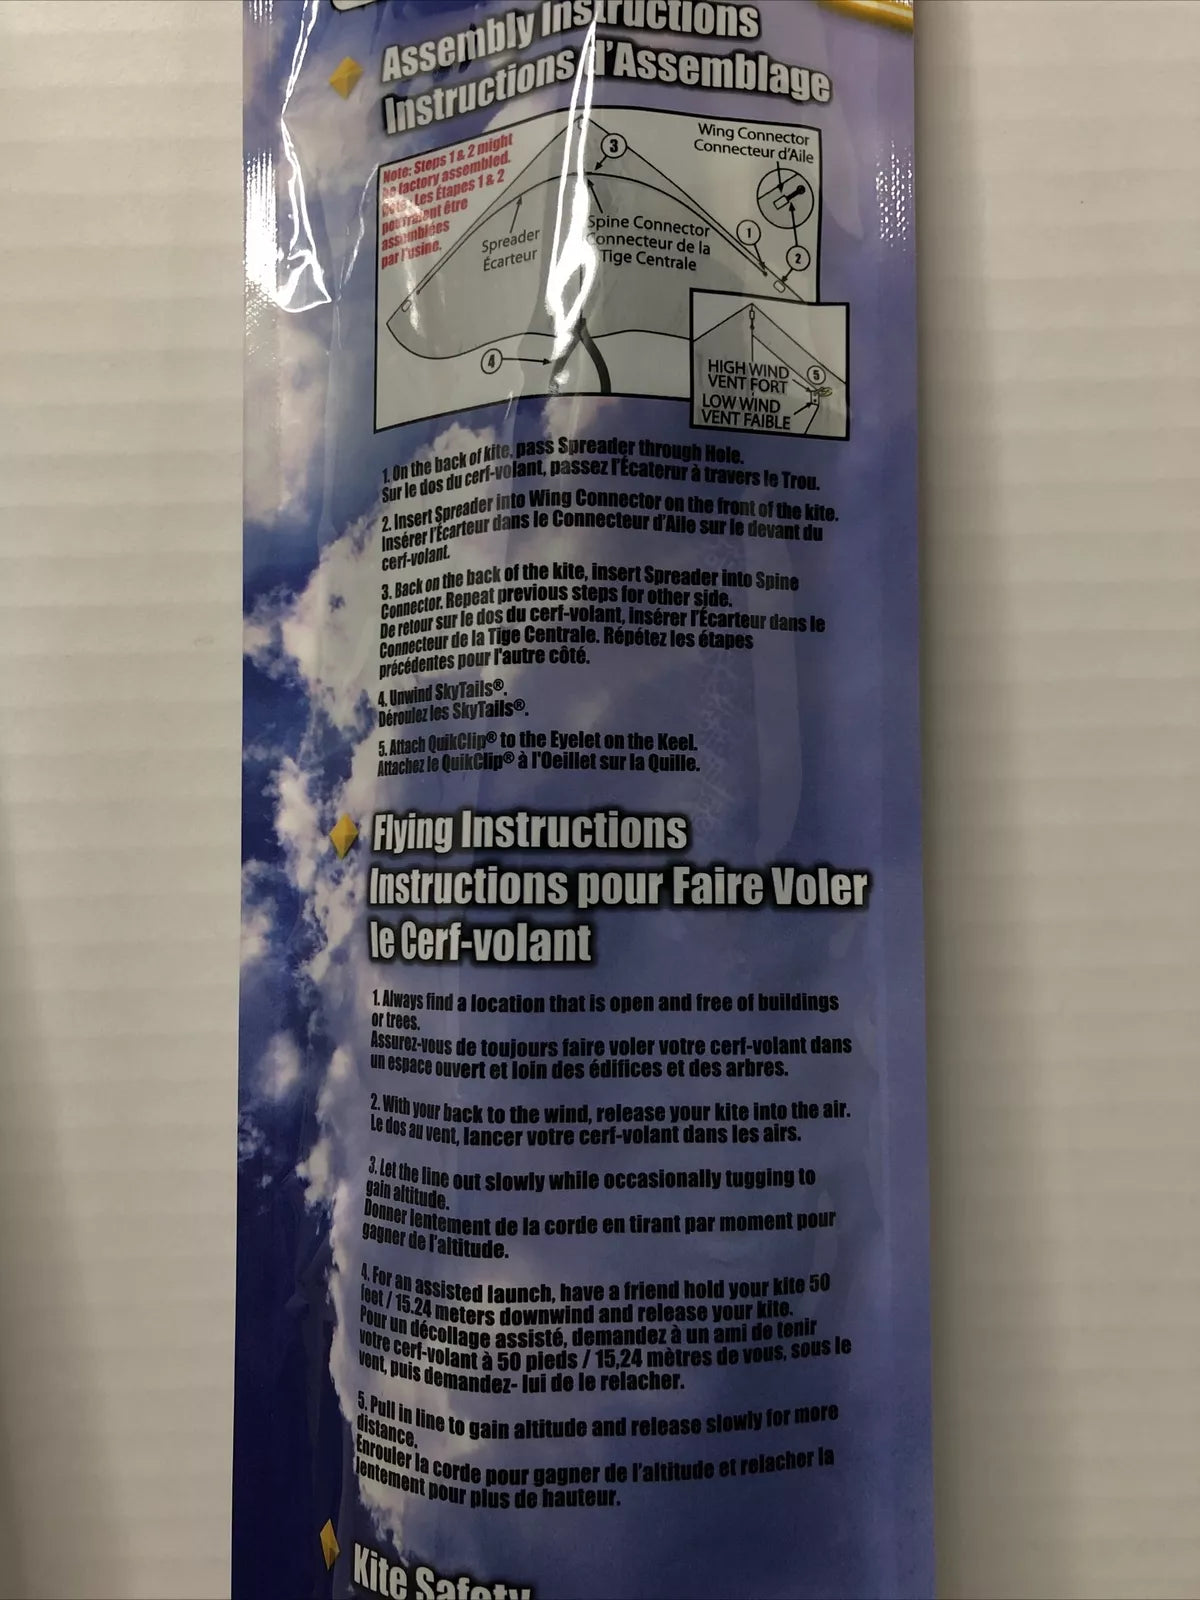 Assembly Instructions
Instructions d'Assemblage
Note: Steps 1 & 2 might
be factory assembled.
Note: Les Étapes 1 & 2
pourraient être
assemblées
par l'usine.
3
Wing Connector
Connecteur d'Aile
Spreader
Écarteur
Spine Connector
Connecteur de la
Tige Centrale
1
2
4
HIGH WIND
VENT FORT
5
LOW WIND
VENT FAIBLE
1. On the back of kite, pass Spreader through Hole.
Sur le dos du cerf-volant, passez l'Écaterur à travers le Trou.
2. Insert Spreader into Wing Connector on the front of the kite.
Insérer l'Écarteur dans le Connecteur d'Aile sur le devant du
cerf-volant.
3. Back on the back of the kite, insert Spreader into Spine
Connector. Repeat previous steps for other side.
De retour sur le dos du cerf-volant, insérer l'Écarteur dans le
Connecteur de la Tige Centrale. Répétez les étapes
précédentes pour l'autre côté.
4. Unwind SkyTails®.
Déroulez les SkyTails®.
5. Attach QuikClip® to the Eyelet on the Keel.
Attachez le QuikClip® à l'Oeillet sur la Quille.
Flying Instructions
Instructions pour Faire Voler
le Cerf-volant
1. Always find a location that is open and free of buildings
or trees.
Assurez-vous de toujours faire voler votre cerf-volant dans
un espace ouvert et loin des édifices et des arbres.
2. With your back to the wind, release your kite into the air.
Le dos au vent, lancer votre cerf-volant dans les airs.
3. Let the line out slowly while occasionally tugging to
gain altitude.
Donner lentement de la corde en tirant par moment pour
gagner de l'altitude.
4. For an assisted launch, have a friend hold your kite 50
feet / 15.24 meters downwind and release your kite.
Pour un décollage assisté, demandez à un ami de tenir
votre cerf-volant à 50 pieds / 15,24 mètres de vous, sous le
vent, puis demandez- lui de le relacher.
5. Pull in line to gain altitude and release slowly for more
distance.
Enrouler la corde pour gagner de l'altitude et relacher la
lentement pour plus de hauteur.
Kite Safety